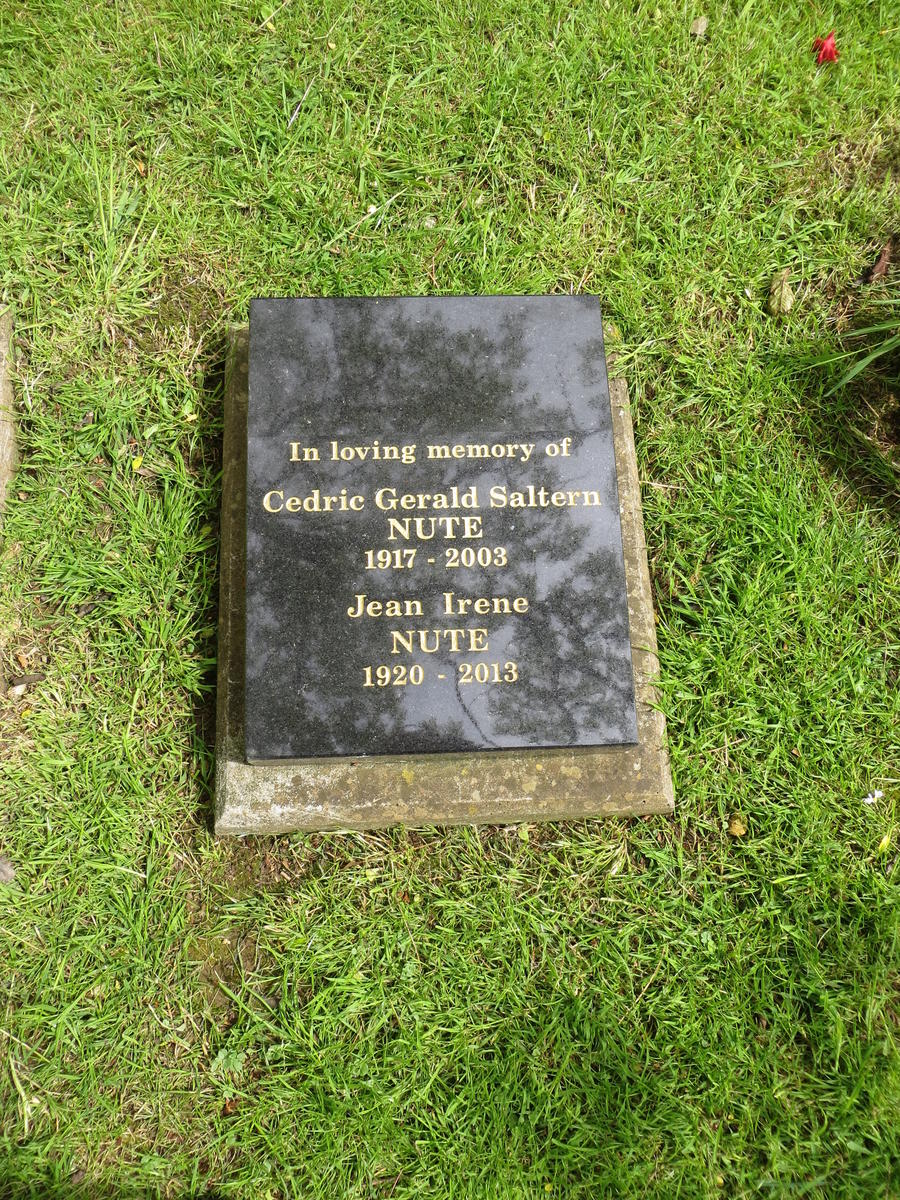 In loving memory of
Cedric Gerald Saltern
NUTE
1917 - 2003
Jean Irene
NUTE
1920 - 2013